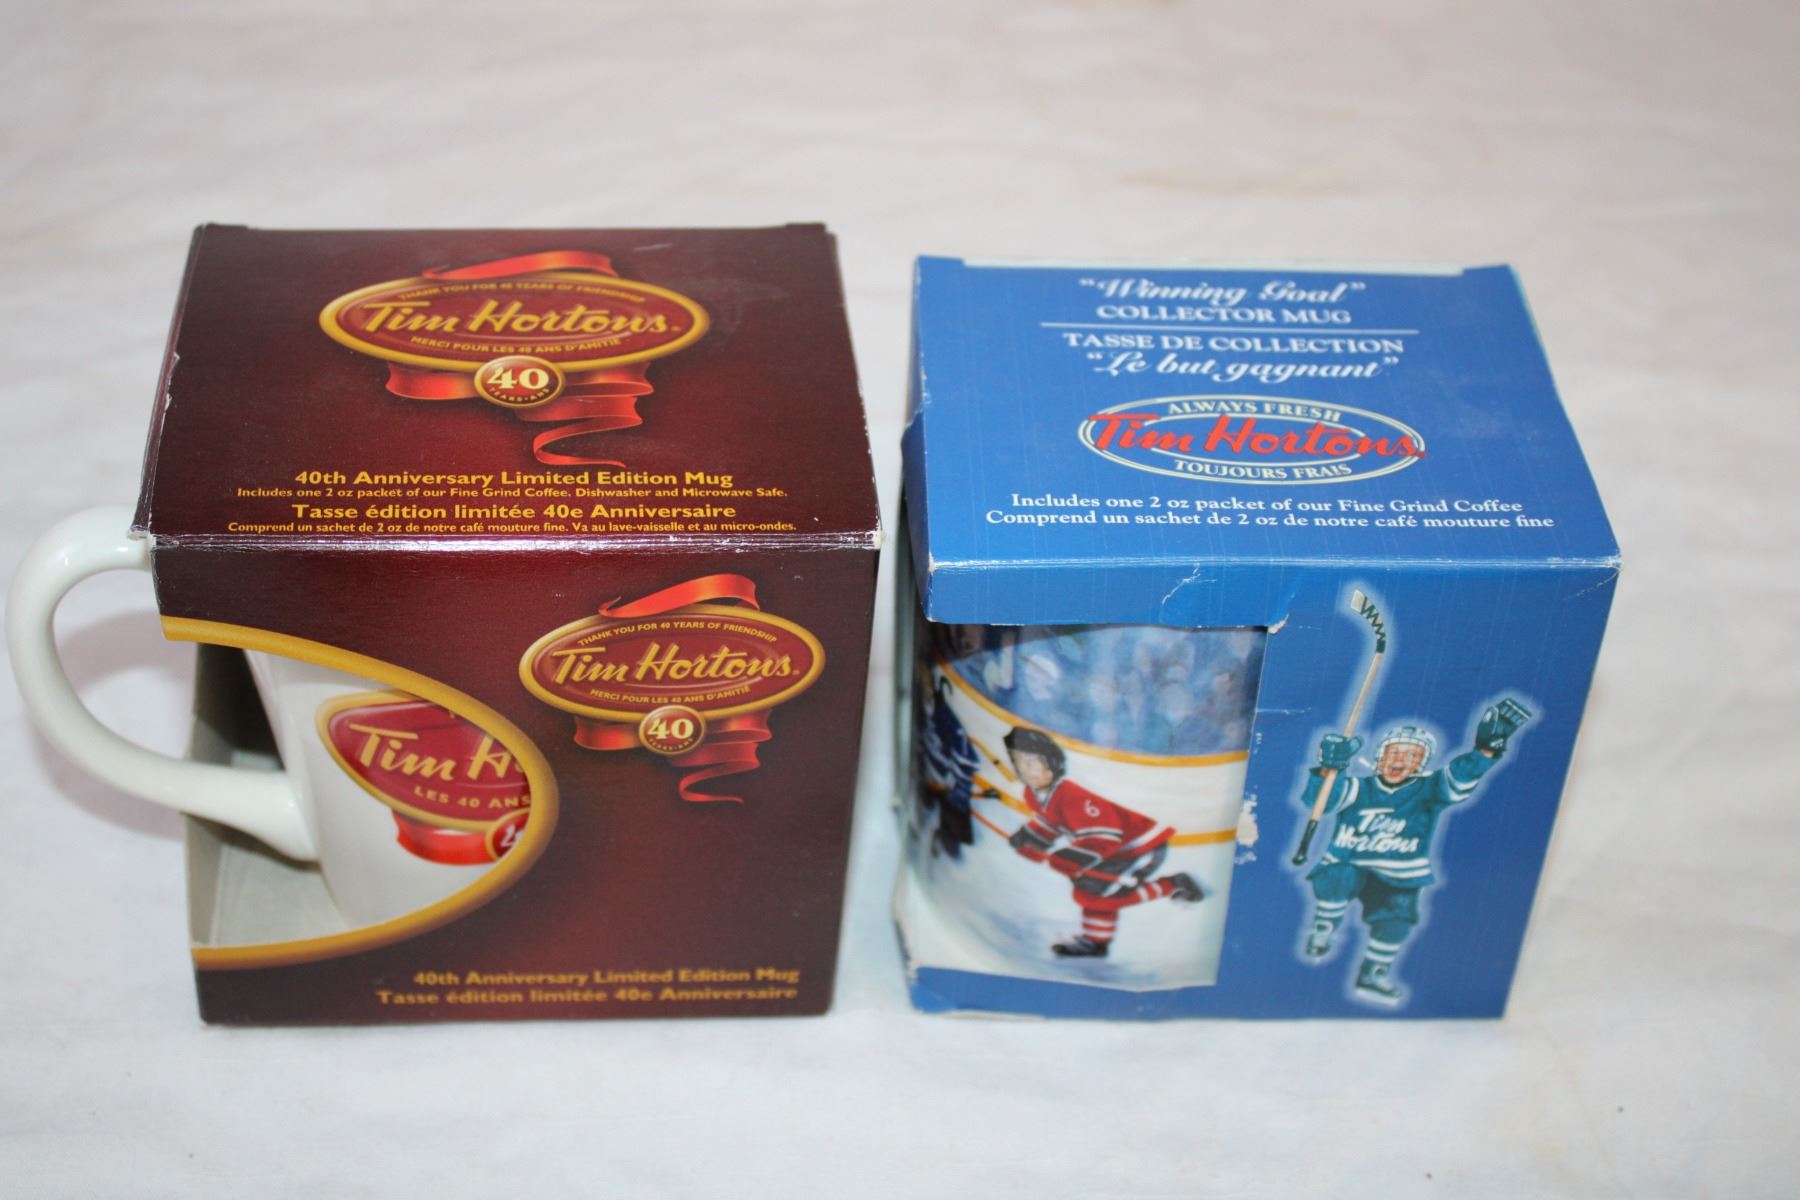 THANK YOU FOR 40 YEARS OF FRIENDSHIP
Tim Hortons
MERCI POUR LES 40 ANS D'AMITIÉ
40
YEARS·ANS
40th Anniversary Limited Edition Mug
Includes one 2 oz packet of our Fine Grind Coffee. Dishwasher and Microwave Safe.
Tasse édition limitée 40e Anniversaire
Comprend un sachet de 2 oz de notre café mouture fine. Va au lave-vaisselle et au micro-ondes.
THANK YOU FOR 40 YEARS OF FRIENDSHIP
Tim Hortons
MERCI POUR LES 40 ANS D'AMITIÉ
40
YEARS·ANS
Tim H
LES 40 ANS
4
40th Anniversary Limited Edition Mug
Tasse édition limitée 40e Anniversaire
"Winning Goal"
COLLECTOR MUG
TASSE DE COLLECTION
"Le but gagnant"
ALWAYS FRESH
Tim Hortons
TOUJOURS FRAIS
Includes one 2 oz packet of our Fine Grind Coffee
Comprend un sachet de 2 oz de notre café mouture fine
6
Tim
Hortons